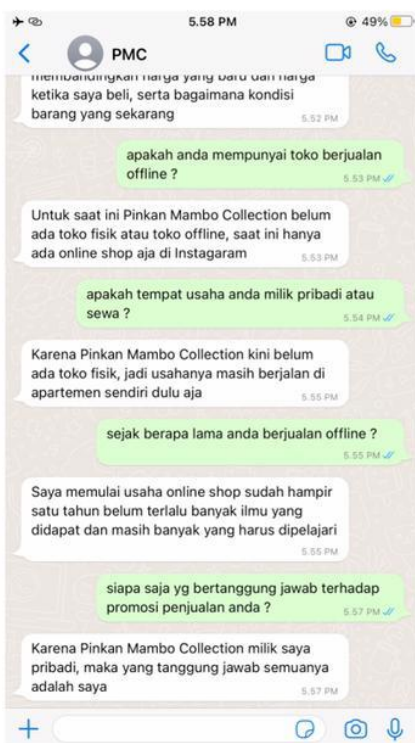 5.58 PM
49%
PMC
membandingkan harga yang baru dan harga
ketika saya beli, serta bagaimana kondisi
barang yang sekarang
5.52 PM
apakah anda mempunyai toko berjualan
offline ?
5.53 PM
Untuk saat ini Pinkan Mambo Collection belum
ada toko fisik atau toko offline, saat ini hanya
ada online shop aja di Instagaram
5.53 PM
apakah tempat usaha anda milik pribadi atau
sewa ?
5.54 PM
Karena Pinkan Mambo Collection kini belum
ada toko fisik, jadi usahanya masih berjalan di
apartemen sendiri dulu aja
5.55 PM
sejak berapa lama anda berjualan offline ?
5.55 PM
Saya memulai usaha online shop sudah hampir
satu tahun belum terlalu banyak ilmu yang
didapat dan masih banyak yang harus dipelajari
5.55 PM
siapa saja yg bertanggung jawab terhadap
promosi penjualan anda ?
5.57 PM
Karena Pinkan Mambo Collection milik saya
pribadi, maka yang tanggung jawab semuanya
adalah saya
5.57 PM